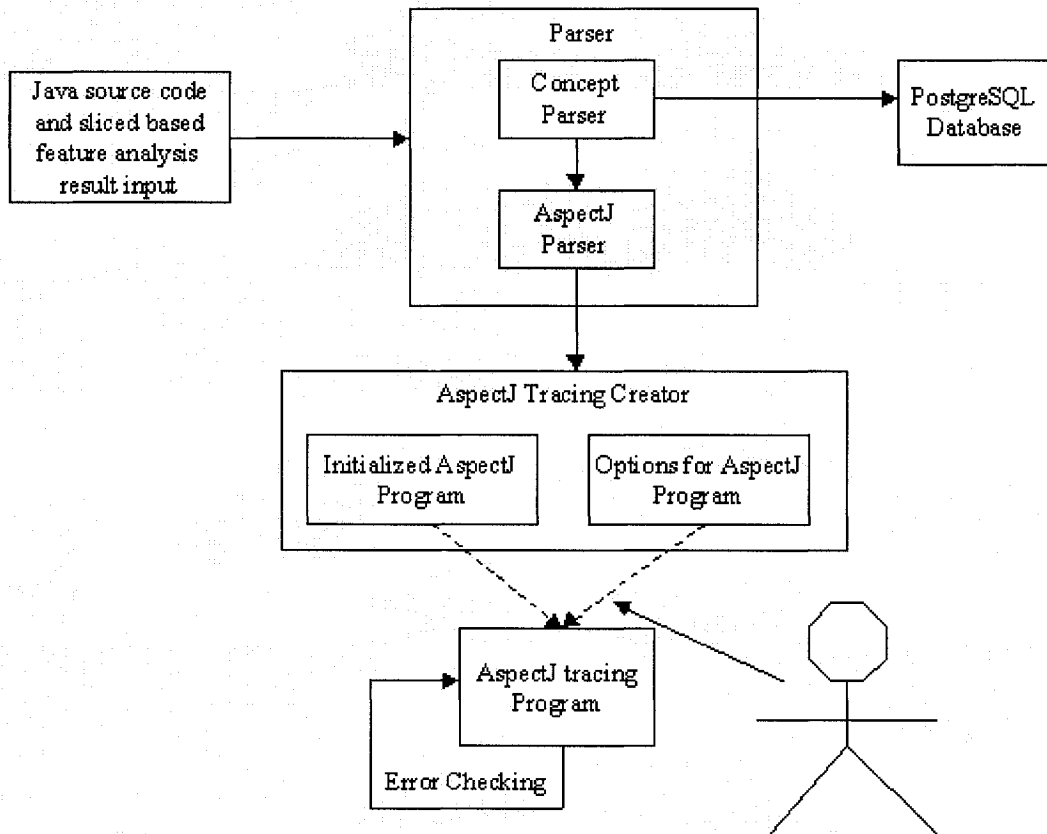 Parser
Java source code
and sliced based
feature analysis
result input
Concept
Parser
PostgreSQL
Database
AspectJ
Parser
AspectJ Tracing Creator
Initialized AspectJ
Program
Options for AspectJ
Program
AspectJ tracing
Program
Error Checking